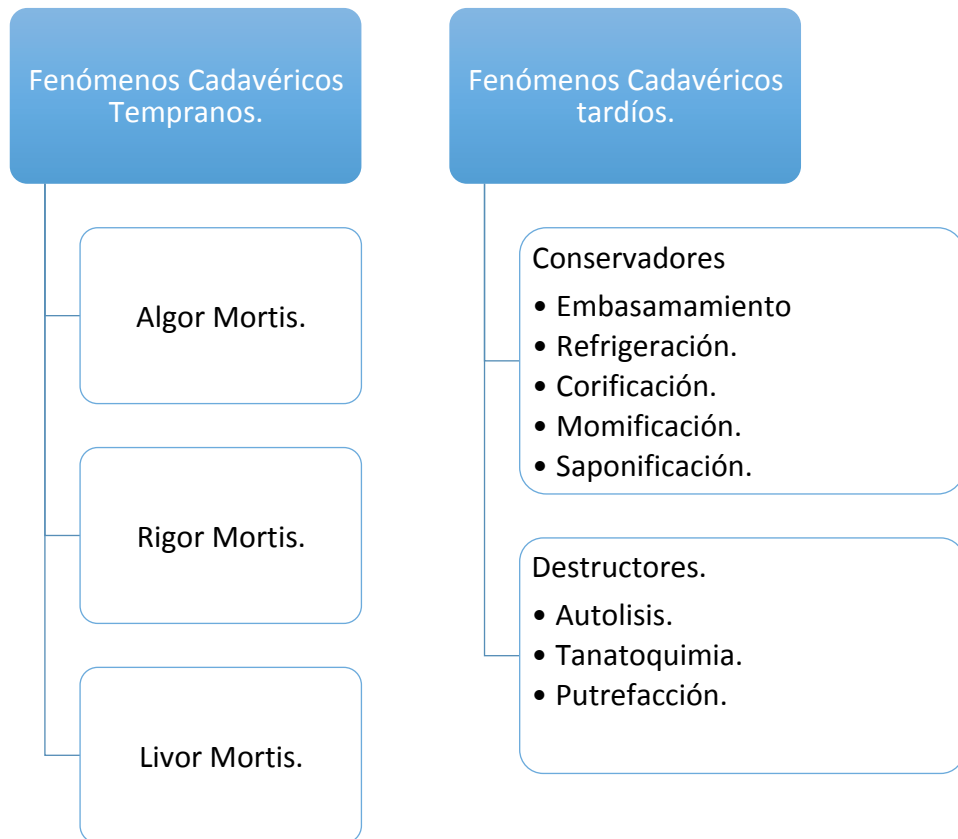 Fenómenos Cadavéricos
Tempranos.
Algor Mortis.
Rigor Mortis.
Livor Mortis.
Fenómenos Cadavéricos
tardíos.
Conservadores
• Embasamamiento
• Refrigeración.
• Corificación.
• Momificación.
• Saponificación.
Destructores.
• Autolisis.
• Tanatoquimia.
• Putrefacción.